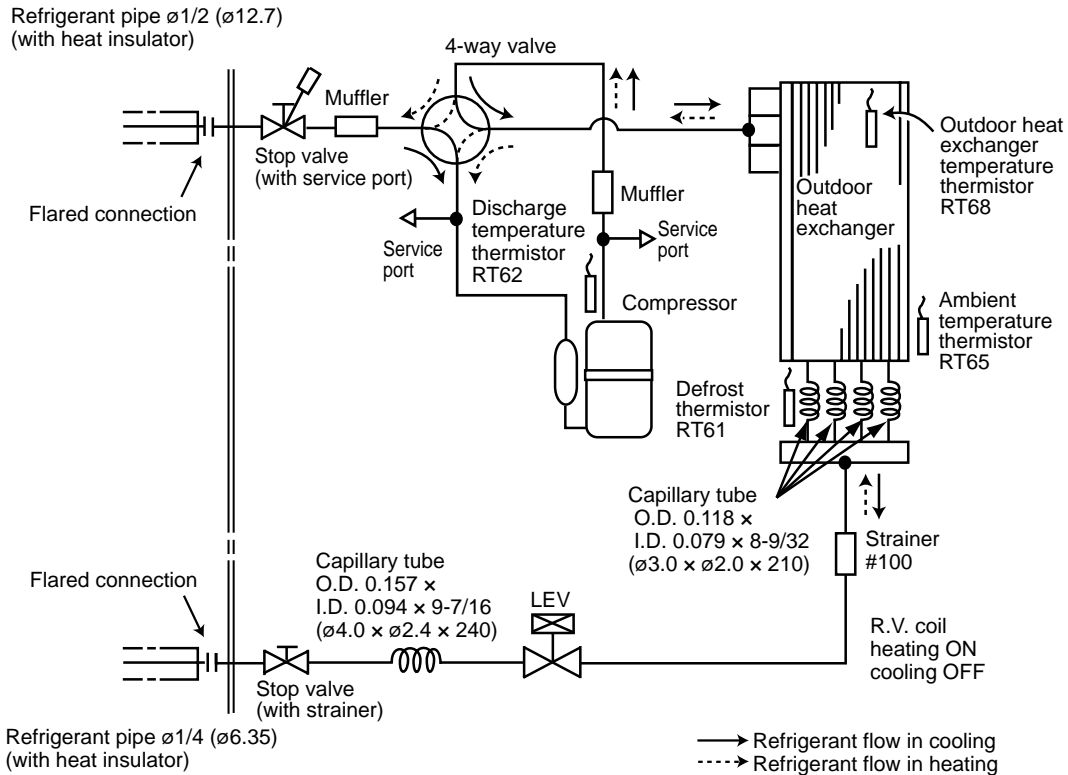 Refrigerant pipe ø1/2 (ø12.7)
(with heat insulator)
4-way valve
Muffler
Stop valve
(with service port)
Flared connection
Service
port
Discharge
temperature
thermistor
RT62
Muffler
Service
port
Compressor
Outdoor
heat
exchanger
Outdoor heat
exchanger
temperature
thermistor
RT68
Ambient
temperature
thermistor
RT65
Defrost
thermistor
RT61
Capillary tube
O.D. 0.118 ×
I.D. 0.079 × 8-9/32
(ø3.0 × ø2.0 × 210)
Strainer
#100
Flared connection
Capillary tube
O.D. 0.157 ×
I.D. 0.094 × 9-7/16
(ø4.0 × ø2.4 × 240)
LEV
R.V. coil
heating ON
cooling OFF
Stop valve
(with strainer)
Refrigerant pipe ø1/4 (ø6.35)
(with heat insulator)
Refrigerant flow in cooling
Refrigerant flow in heating